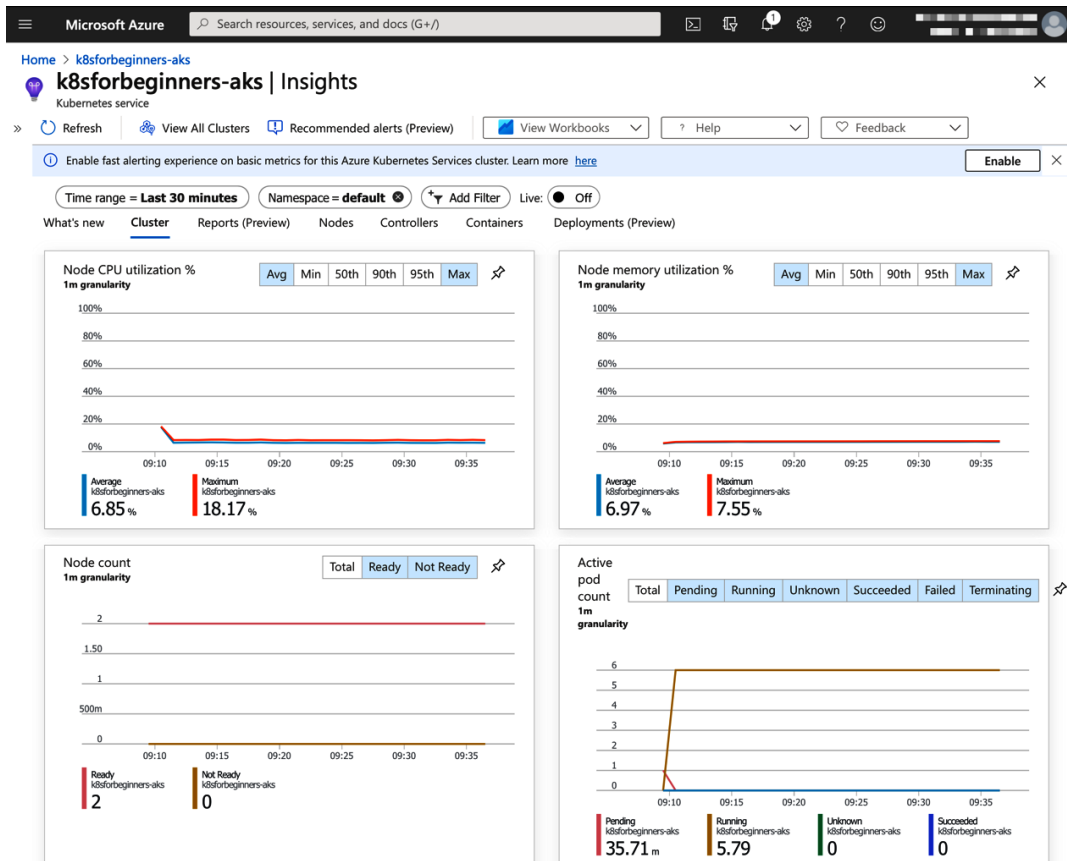 Microsoft Azure
Search resources, services, and docs (G+/)
1
Home > k8sforbeginners-aks
k8sforbeginners-aks | Insights
Kubernetes service
Refresh
View All Clusters
Recommended alerts (Preview)
View Workbooks
? Help
Feedback
Enable fast alerting experience on basic metrics for this Azure Kubernetes Services cluster. Learn more here
Enable
Time range = Last 30 minutes
Namespace = default
Add Filter
Live: Off
What's new
Cluster
Reports (Preview)
Nodes
Controllers
Containers
Deployments (Preview)
Node CPU utilization %
1m granularity
Avg Min 50th 90th 95th Max
100%
80%
60%
40%
20%
0%
09:10 09:15 09:20 09:25 09:30 09:35
Average
k8sforbeginners-aks
6.85 %
Maximum
k8sforbeginners-aks
18.17 %
Node memory utilization %
1m granularity
Avg Min 50th 90th 95th Max
100%
80%
60%
40%
20%
0%
09:10 09:15 09:20 09:25 09:30 09:35
Average
k8sforbeginners-aks
6.97 %
Maximum
k8sforbeginners-aks
7.55 %
Node count
1m granularity
Total Ready Not Ready
2
1.50
1
500m
0
09:10 09:15 09:20 09:25 09:30 09:35
Ready
k8sforbeginners-aks
2
Not Ready
k8sforbeginners-aks
0
Active
pod
count
1m
granularity
Total Pending Running Unknown Succeeded Failed Terminating
6
5
4
3
2
1
0
09:10 09:15 09:20 09:25 09:30 09:35
Pending
k8sforbeginners-aks
35.71 m
Running
k8sforbeginners-aks
5.79
Unknown
k8sforbeginners-aks
0
Succeeded
k8sforbeginners-aks
0